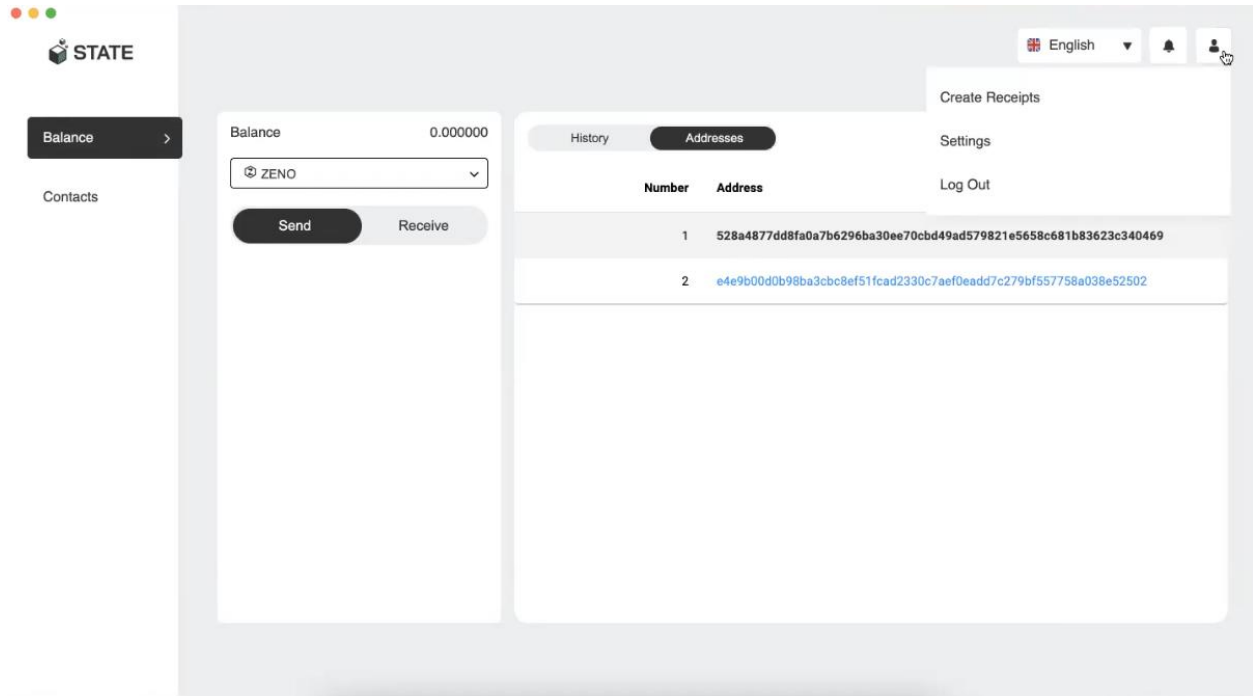 STATE
English
Create Receipts
Settings
Log Out
Balance
Contacts
Balance 0.000000
ZENO
Send Receive
History Addresses
Number Address
1 528a4877dd8fa0a7b6296ba30ee70cbd49ad579821e5658c681b83623c340469
2 e4e9b00d0b98ba3cbc8ef51fcad2330c7aef0eadd7c279bf557758a038e52502